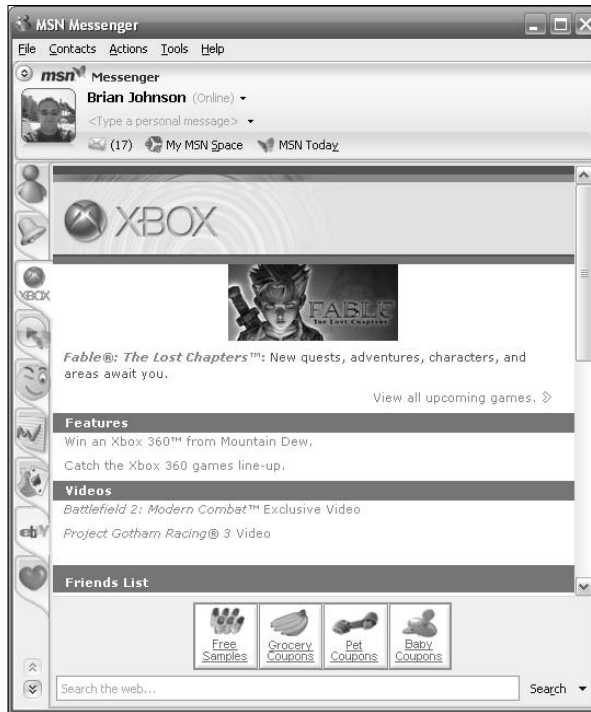 MSN Messenger
File Contacts Actions Tools Help
msn Messenger
Brian Johnson (Online)
<Type a personal message>
(17) My MSN Space MSN Today
XBOX
XBOX
FABLE
The Lost Chapters
Fable®: The Lost Chapters™: New quests, adventures, characters, and
areas await you.
View all upcoming games.
Features
Win an Xbox 360™ from Mountain Dew.
Catch the Xbox 360 games line-up.
Videos
Battlefield 2: Modern Combat™ Exclusive Video
Project Gotham Racing® 3 Video
ebY
Friends List
Free Grocery Pet Baby
Samples Coupons Coupons Coupons
Search the web... Search